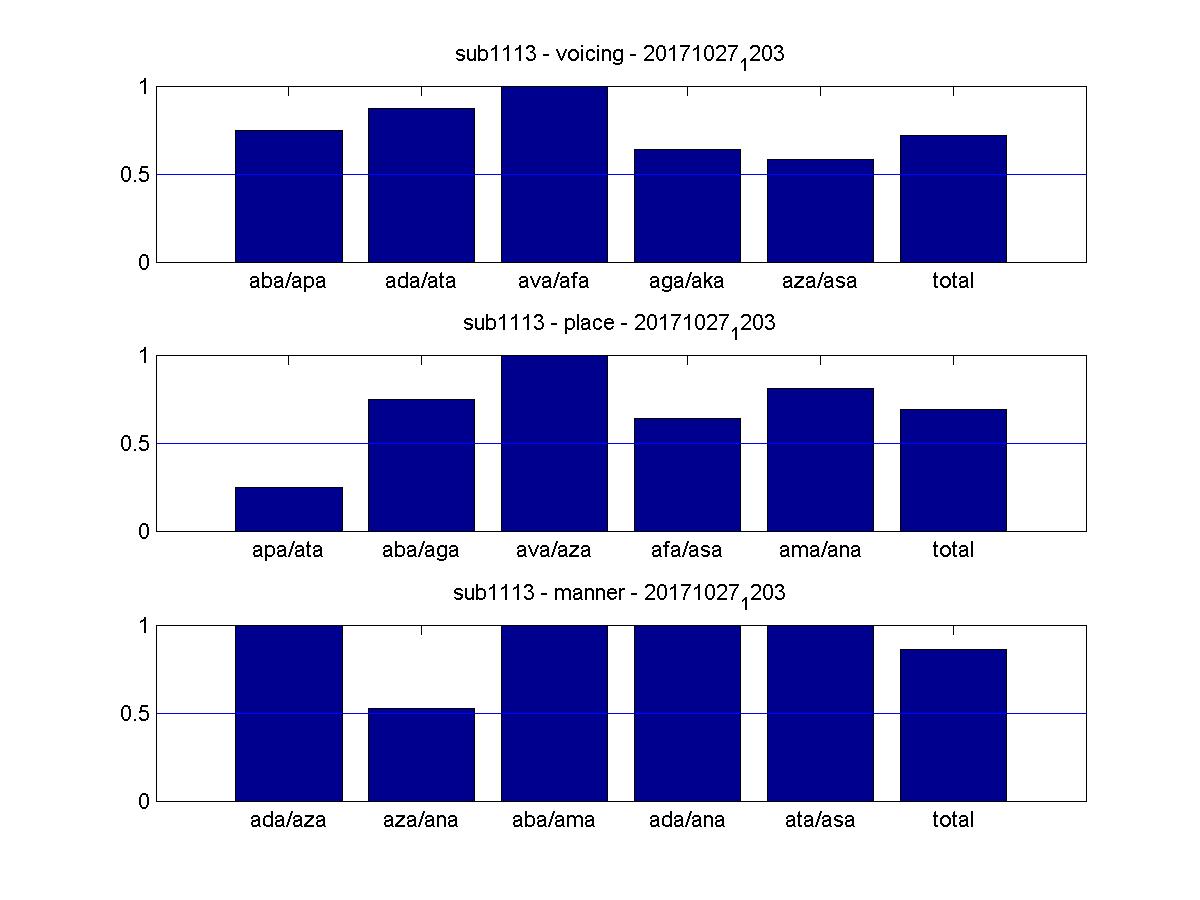 sub1113 - voicing - 20171027₁203
1
0.5
0
aba/apa ada/ata ava/afa aga/aka aza/asa total
sub1113 - place - 20171027₁203
1
0.5
0
apa/ata aba/aga ava/aza afa/asa ama/ana total
sub1113 - manner - 20171027₁203
1
0.5
0
ada/aza aza/ana aba/ama ada/ana ata/asa total